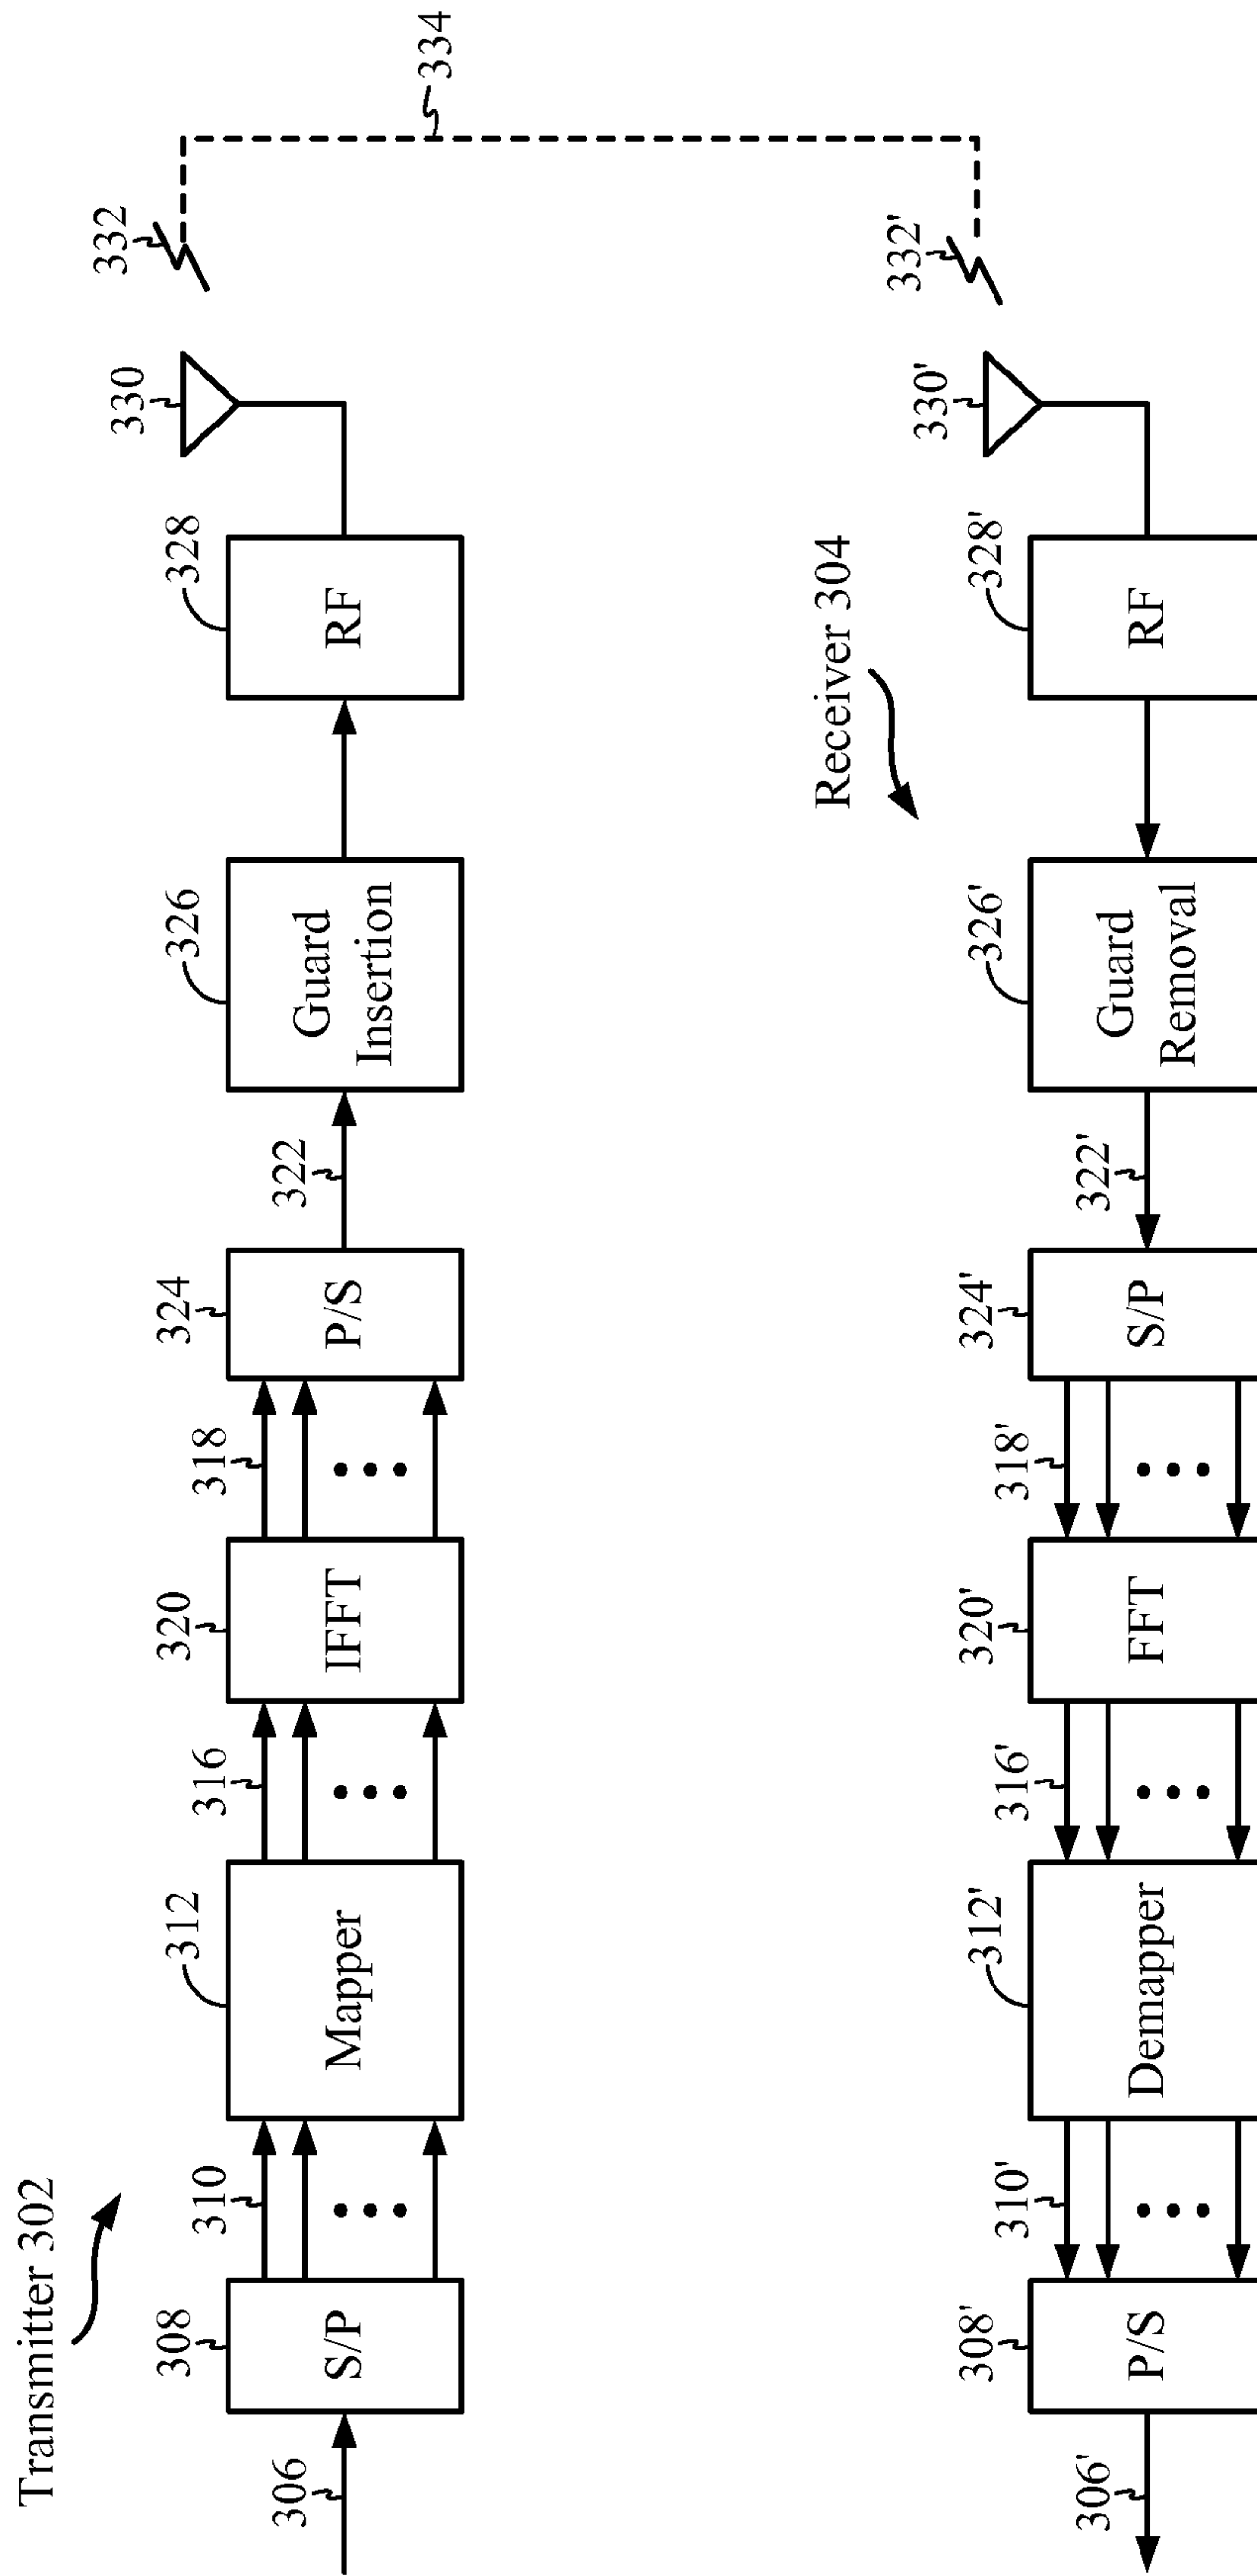 Transmitter 302
306
308
S/P
310
312
Mapper
316
320
IFFT
318
324
P/S
322
326
Guard
Insertion
328
RF
330
332
334
Receiver 304
306'
308'
P/S
310'
312'
Demapper
316'
320'
FFT
318'
324'
S/P
322'
326'
Guard
Removal
328'
RF
330'
332'